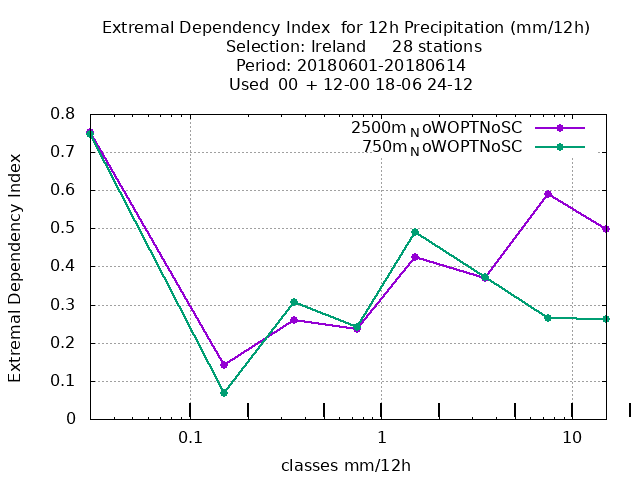 Extremal Dependency Index  for 12h Precipitation (mm/12h)
Selection: Ireland     28 stations
Period: 20180601-20180614
Used  00  + 12-00 18-06 24-12
0.8
0.7
0.6
0.5
0.4
0.3
0.2
0.1
0
Extremal Dependency Index
2500m NoWOPTNoSC
750m NoWOPTNoSC
0.1
1
10
classes mm/12h